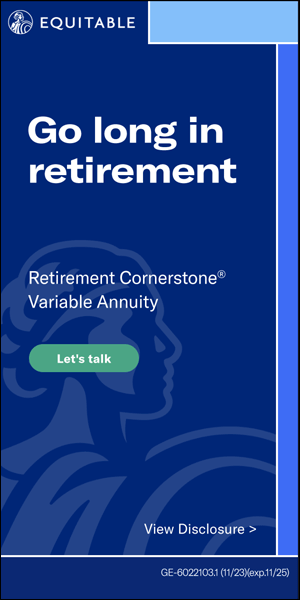 EQUITABLE
Go long in
retirement
Retirement Cornerstone®
Variable Annuity
Let's talk
View Disclosure >
GE-6022103.1 (11/23)(exp.11/25)